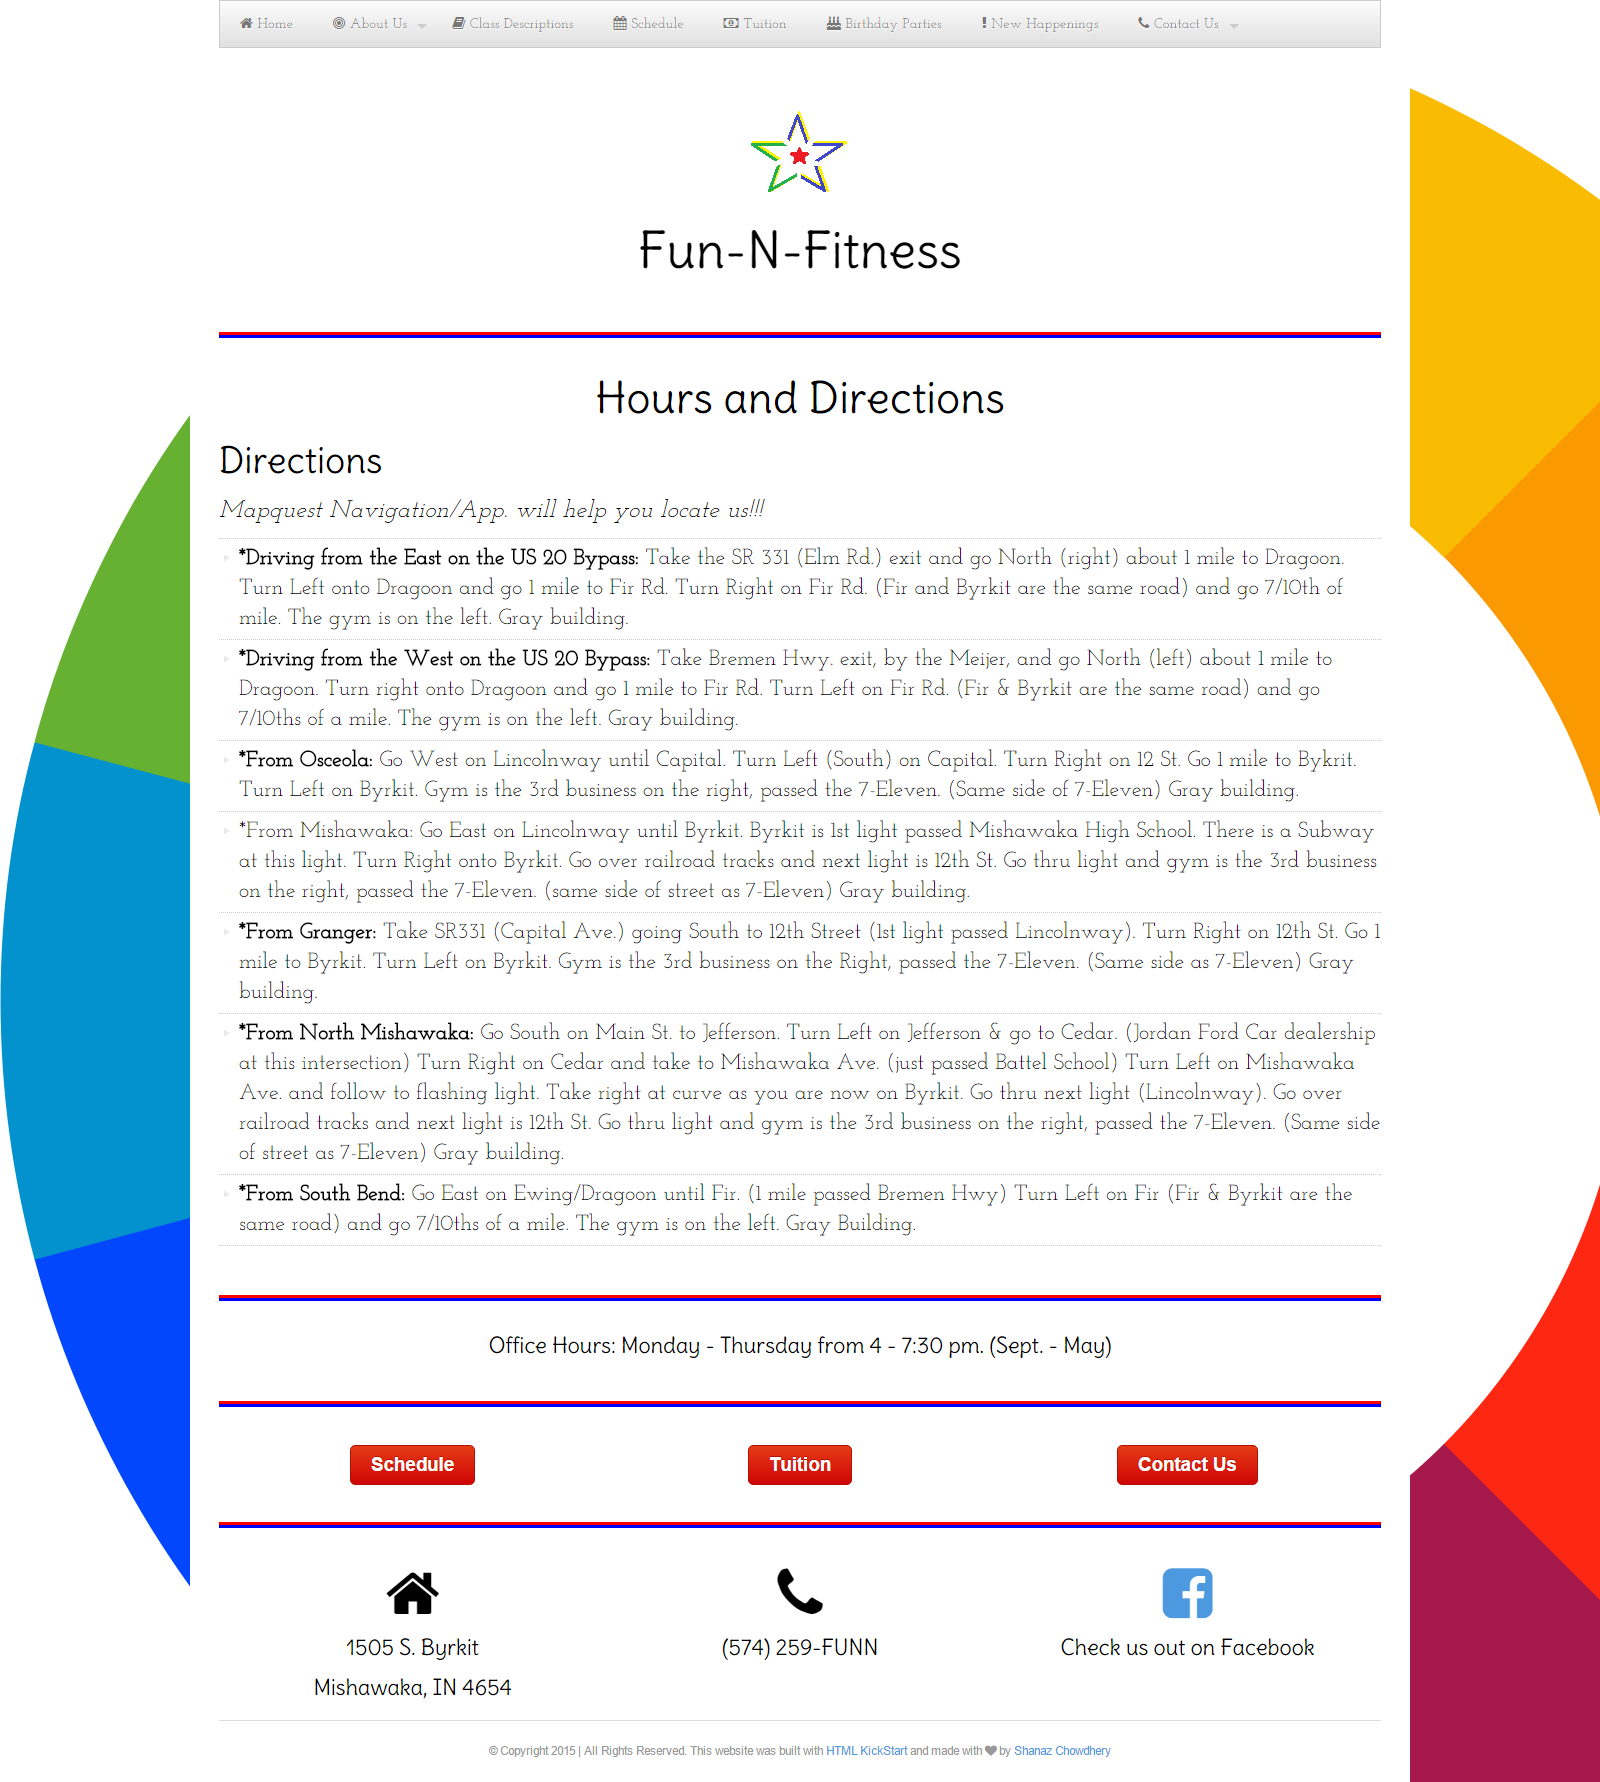 Home About Us Class Descriptions Schedule Tuition Birthday Parties New Happenings Contact Us
Fun-N-Fitness
Hours and Directions
Directions
Mapquest Navigation/App. will help you locate us!!!
*Driving from the East on the US 20 Bypass: Take the SR 331 (Elm Rd.) exit and go North (right) about 1 mile to Dragoon.
Turn Left onto Dragoon and go 1 mile to Fir Rd. Turn Right on Fir Rd. (Fir and Byrkit are the same road) and go 7/10th of
mile. The gym is on the left. Gray building.
*Driving from the West on the US 20 Bypass: Take Bremen Hwy. exit, by the Meijer, and go North (left) about 1 mile to
Dragoon. Turn right onto Dragoon and go 1 mile to Fir Rd. Turn Left on Fir Rd. (Fir & Byrkit are the same road) and go
7/10ths of a mile. The gym is on the left. Gray building.
*From Osceola: Go West on Lincolnway until Capital. Turn Left (South) on Capital. Turn Right on 12 St. Go 1 mile to Bykrit.
Turn Left on Byrkit. Gym is the 3rd business on the right, passed the 7-Eleven. (Same side of 7-Eleven) Gray building.
*From Mishawaka: Go East on Lincolnway until Byrkit. Byrkit is 1st light passed Mishawaka High School. There is a Subway
at this light. Turn Right onto Byrkit. Go over railroad tracks and next light is 12th St. Go thru light and gym is the 3rd business
on the right, passed the 7-Eleven. (same side of street as 7-Eleven) Gray building.
*From Granger: Take SR331 (Capital Ave.) going South to 12th Street (1st light passed Lincolnway). Turn Right on 12th St. Go 1
mile to Byrkit. Turn Left on Byrkit. Gym is the 3rd business on the Right, passed the 7-Eleven. (Same side as 7-Eleven) Gray
building.
*From North Mishawaka: Go South on Main St. to Jefferson. Turn Left on Jefferson & go to Cedar. (Jordan Ford Car dealership
at this intersection) Turn Right on Cedar and take to Mishawaka Ave. (just passed Battel School) Turn Left on Mishawaka
Ave. and follow to flashing light. Take right at curve as you are now on Byrkit. Go thru next light (Lincolnway). Go over
railroad tracks and next light is 12th St. Go thru light and gym is the 3rd business on the right, passed the 7-Eleven. (Same side
of street as 7-Eleven) Gray building.
*From South Bend: Go East on Ewing/Dragoon until Fir. (1 mile passed Bremen Hwy) Turn Left on Fir (Fir & Byrkit are the
same road) and go 7/10ths of a mile. The gym is on the left. Gray Building.
Office Hours: Monday - Thursday from 4 - 7:30 pm. (Sept. - May)
Schedule Tuition Contact Us
1505 S. Byrkit
Mishawaka, IN 4654
(574) 259-FUNN
Check us out on Facebook
© Copyright 2015 | All Rights Reserved. This website was built with HTML KickStart and made with by Shanaz Chowdhery